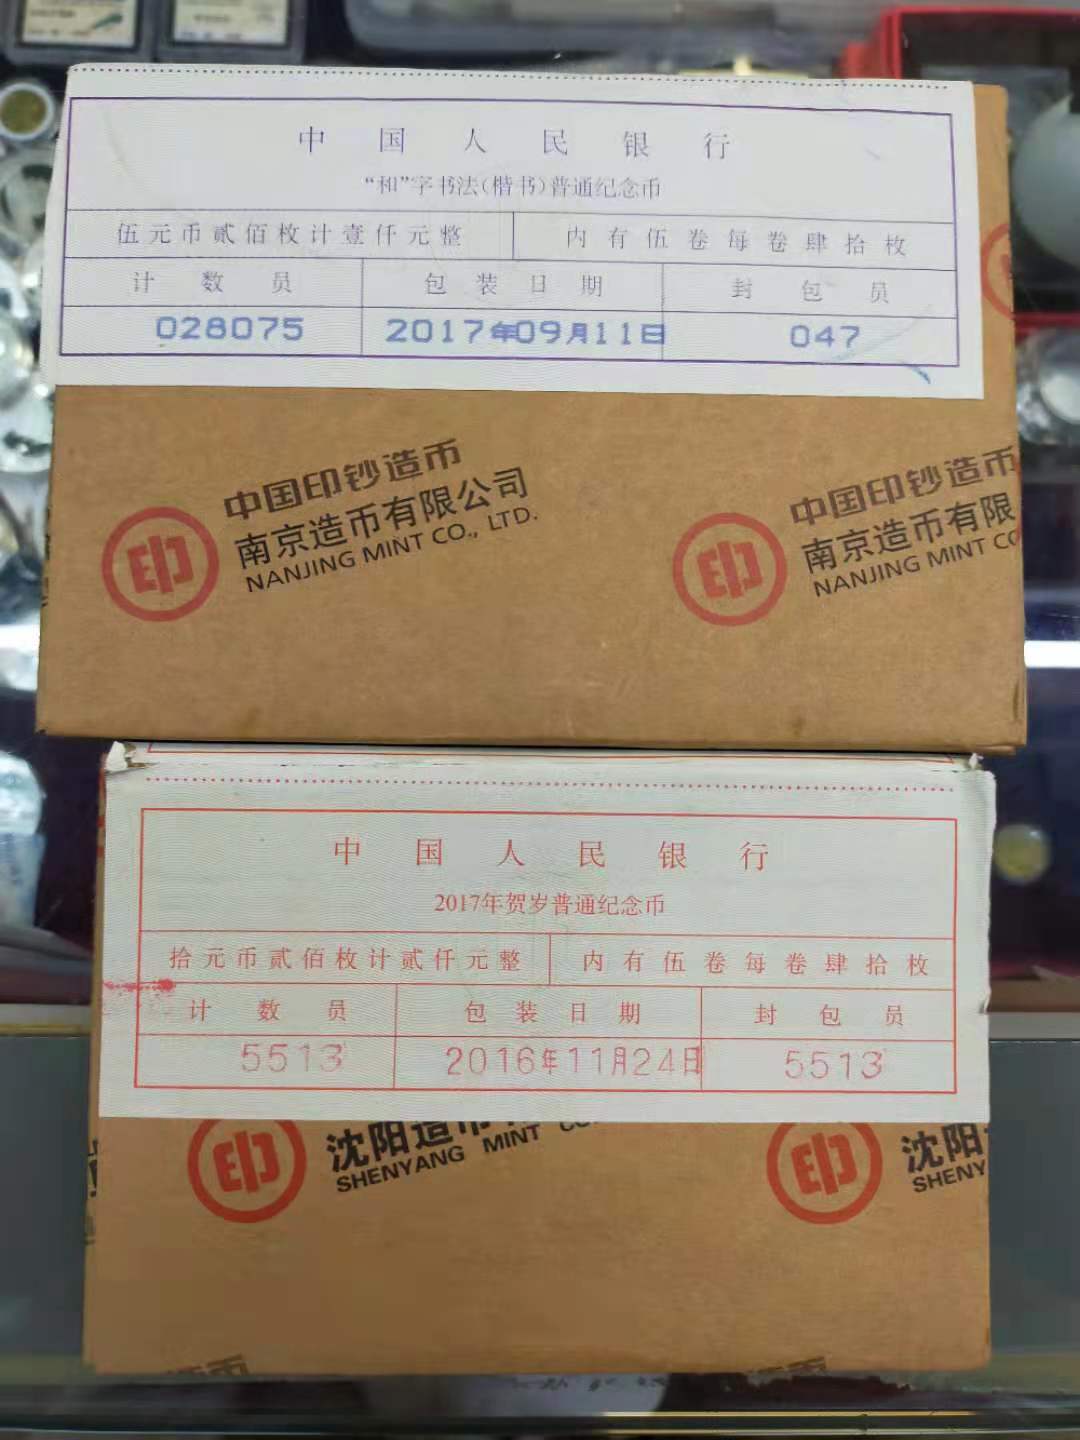 中国人民银行
“和”字书法(楷书)普通纪念币
伍元币贰佰枚计壹仟元整 内有伍卷每卷肆拾枚
计数员 包装日期 封包员
028075 2017年09月11日 047
中国印钞造币
南京造币有限公司
NANJING MINT CO., LTD.
中国印钞造币
南京造币有限
NANJING MINT CO
中国人民银行
2017年贺岁普通纪念币
拾元币贰佰枚计贰仟元整 内有伍卷每卷肆拾枚
计数员 包装日期 封包员
5513 2016年11月24日 5513
沈阳造币
SHENYANG MINT CO
沈阳
SHENY